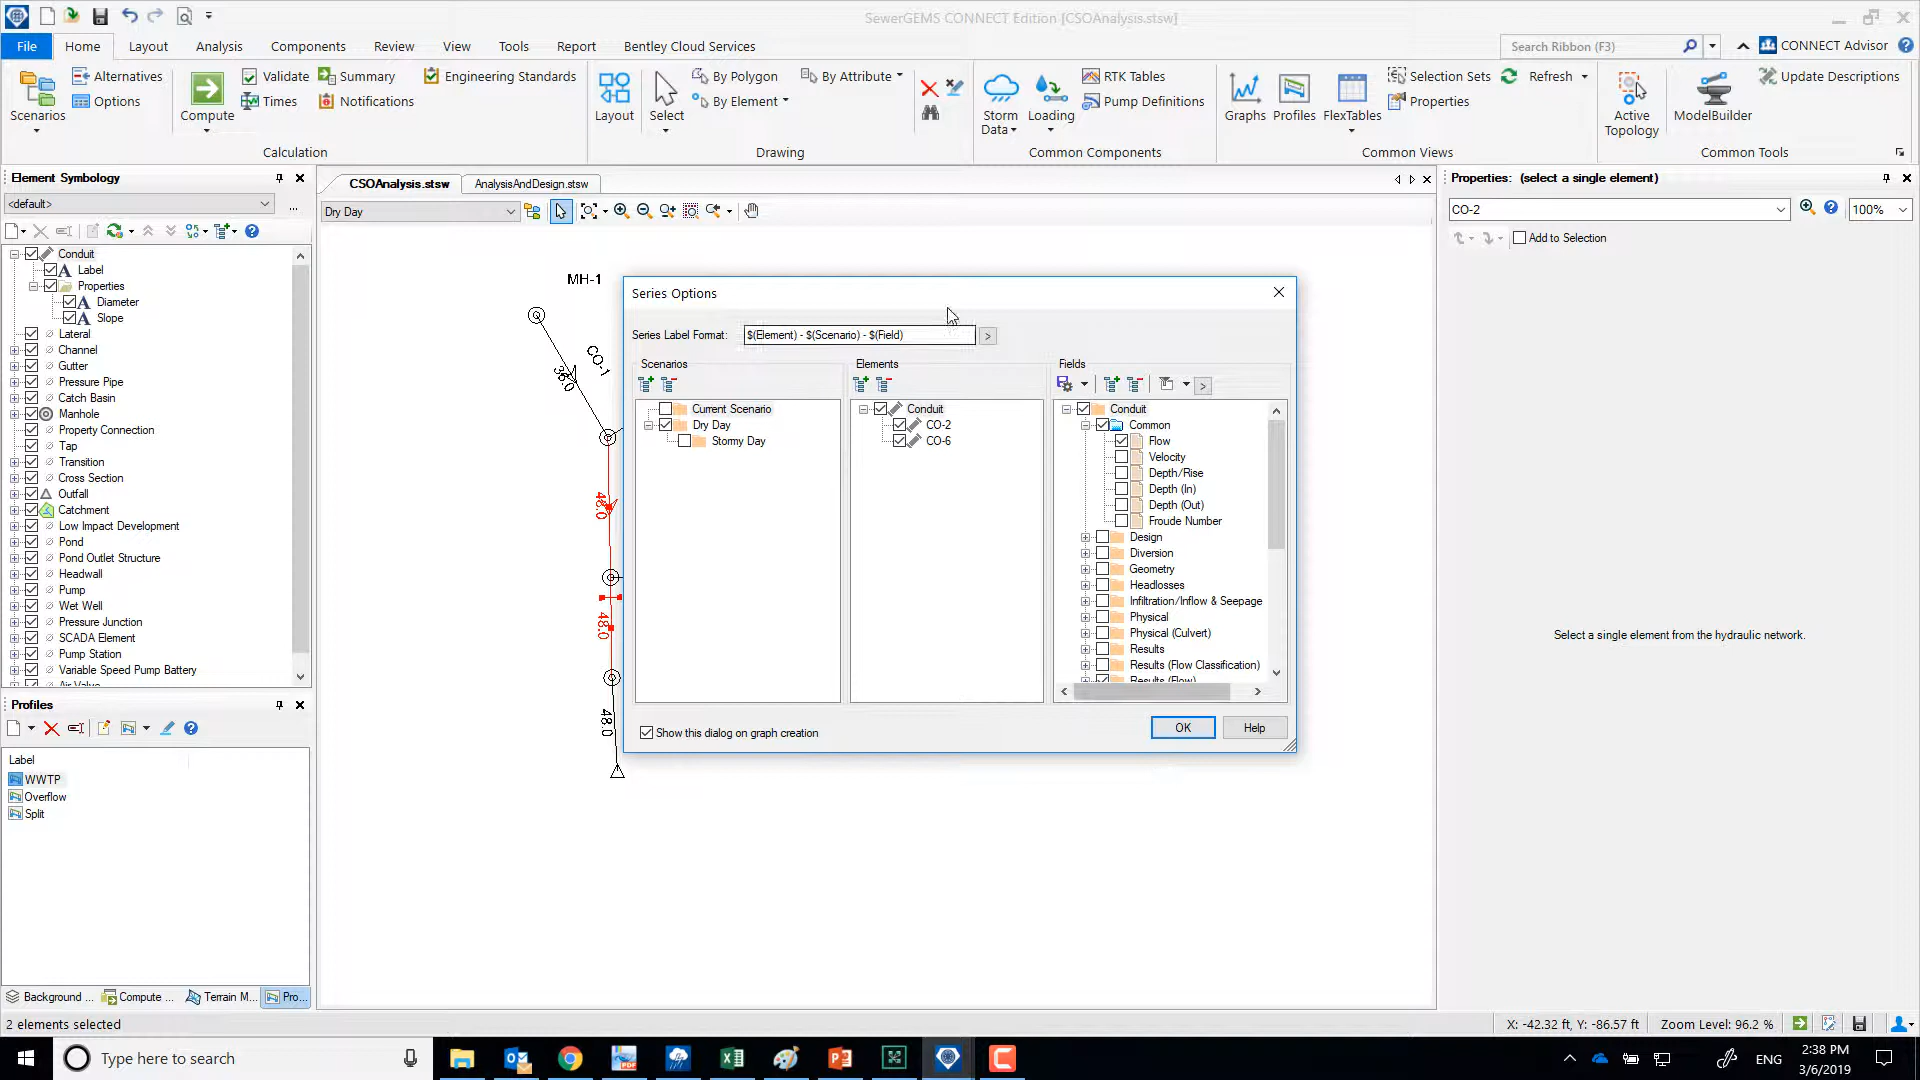 SewerGEMS CONNECT Edition [CSOAnalysis.stsw]
File Home Layout Analysis Components Review View Tools Report Bentley Cloud Services
Search Ribbon (F3) CONNECT Advisor
Scenarios
Alternatives
Options
Compute
Validate
Times
Summary
Notifications
Engineering Standards
Calculation
Layout
Select
By Polygon
By Element
By Attribute
Drawing
Storm Data
Loading
RTK Tables
Pump Definitions
Common Components
Graphs
Profiles
FlexTables
Selection Sets
Properties
Refresh
Common Views
Active Topology
ModelBuilder
Update Descriptions
Common Tools
Element Symbology
<default>
...
Conduit
Label
Properties
Diameter
Slope
Lateral
Channel
Gutter
Pressure Pipe
Catch Basin
Manhole
Property Connection
Tap
Transition
Cross Section
Outfall
Catchment
Low Impact Development
Pond
Pond Outlet Structure
Headwall
Pump
Wet Well
Pressure Junction
SCADA Element
Pump Station
Variable Speed Pump Battery
Air Valve
Profiles
Label
WWTP
Overflow
Split
Background ... Compute ... Terrain M... Pro...
2 elements selected
CSOAnalysis.stsw AnalysisAndDesign.stsw
Dry Day
MH-1
CO-1
36.0
48.0
48.0
48.0
Series Options
Series Label Format: $(Element) - $(Scenario) - $(Field) >
Scenarios
Current Scenario
Dry Day
Stormy Day
Elements
Conduit
CO-2
CO-6
Fields
Conduit
Common
Flow
Velocity
Depth/Rise
Depth (In)
Depth (Out)
Froude Number
Design
Diversion
Geometry
Headlosses
Infiltration/Inflow & Seepage
Physical
Physical (Culvert)
Results
Results (Flow Classification)
Results (Flow)
Show this dialog on graph creation
OK
Help
Properties: (select a single element)
CO-2
100%
Add to Selection
Select a single element from the hydraulic network.
X: -42.32 ft, Y: -86.57 ft Zoom Level: 96.2 %
Type here to search
ENG
2:38 PM
3/6/2019